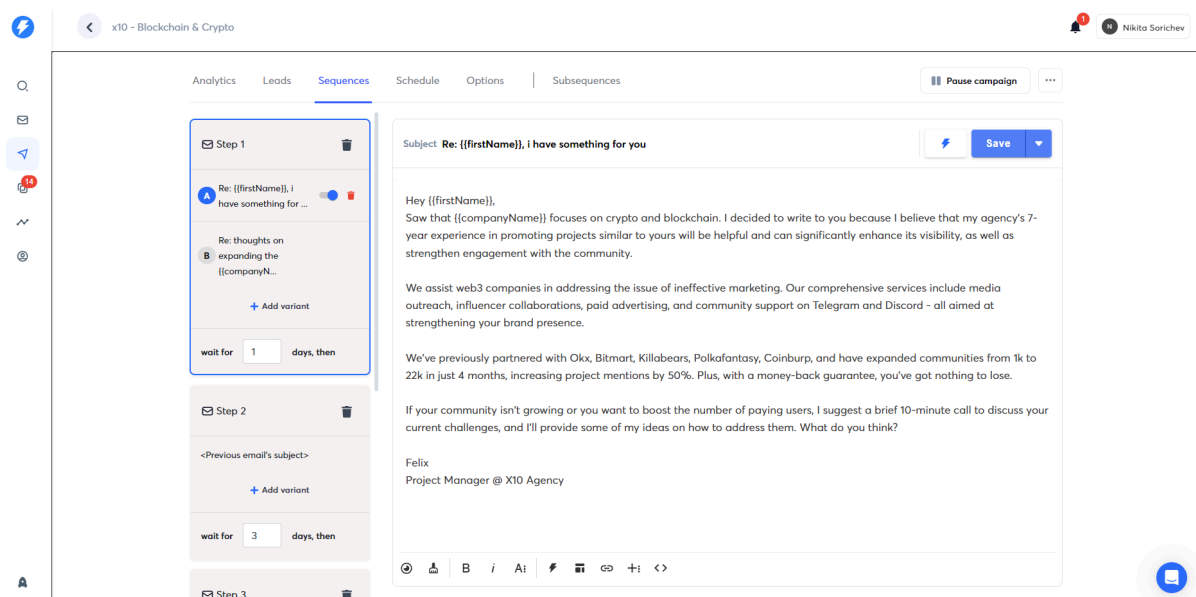 x10 - Blockchain & Crypto
1
N
Nikita Sorichev
Analytics
Leads
Sequences
Schedule
Options
Subsequences
Pause campaign
14
Step 1
A
Re: {{firstName}}, i
have something for ...
B
Re: thoughts on
expanding the
{{companyN...
+ Add variant
wait for 1 days, then
Step 2
<Previous email's subject>
+ Add variant
wait for 3 days, then
Step 3
Subject Re: {{firstName}}, i have something for you
Save
Hey {{firstName}},
Saw that {{companyName}} focuses on crypto and blockchain. I decided to write to you because I believe that my agency's 7-
year experience in promoting projects similar to yours will be helpful and can significantly enhance its visibility, as well as
strengthen engagement with the community.
We assist web3 companies in addressing the issue of ineffective marketing. Our comprehensive services include media
outreach, influencer collaborations, paid advertising, and community support on Telegram and Discord - all aimed at
strengthening your brand presence.
We've previously partnered with Okx, Bitmart, Killabears, Polkafantasy, Coinburp, and have expanded communities from 1k to
22k in just 4 months, increasing project mentions by 50%. Plus, with a money-back guarantee, you've got nothing to lose.
If your community isn't growing or you want to boost the number of paying users, I suggest a brief 10-minute call to discuss your
current challenges, and I'll provide some of my ideas on how to address them. What do you think?
Felix
Project Manager @ X10 Agency
B i A